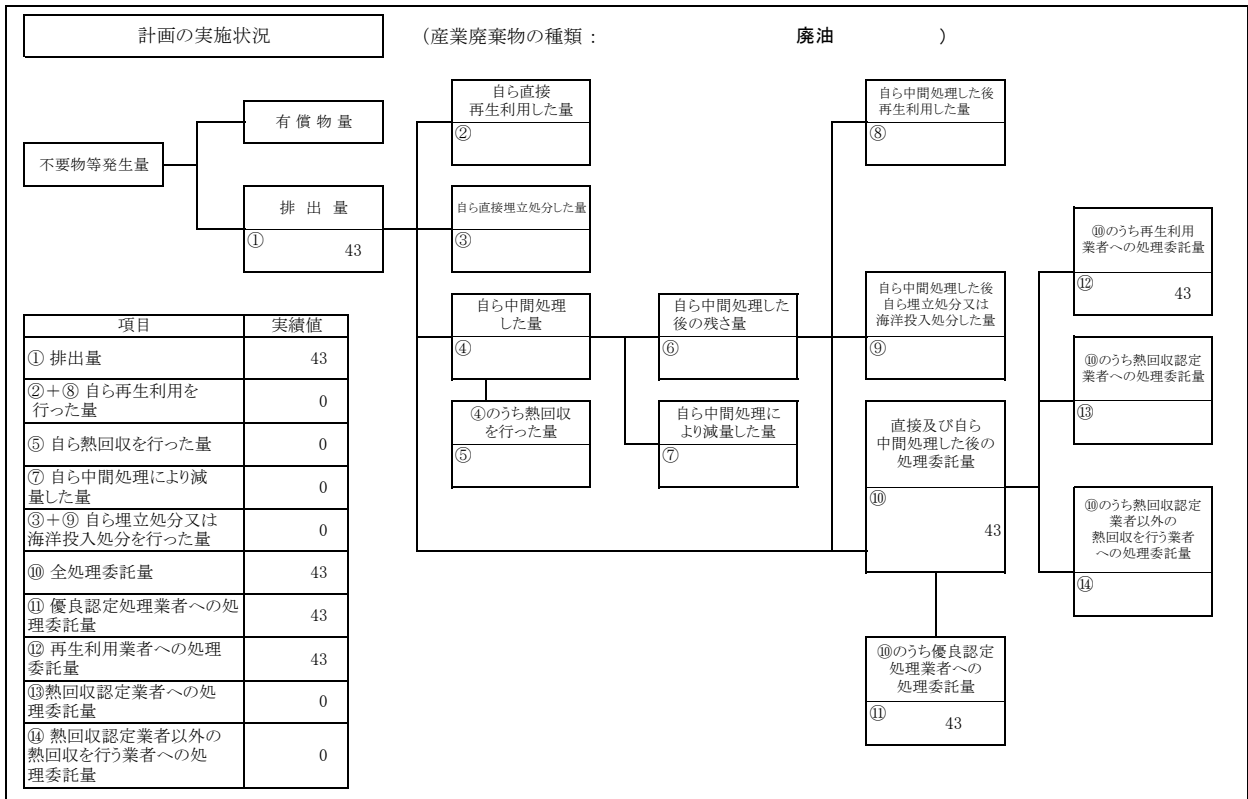 計画の実施状況
（産業廃棄物の種類： 廃油 ）
不要物等発生量
有償物量
排出量
① 43
自ら直接
再生利用した量
②
自ら直接埋立処分した量
③
自ら中間処理
した量
④
④のうち熱回収
を行った量
⑤
自ら中間処理した
後の残さ量
⑥
自ら中間処理に
より減量した量
⑦
自ら中間処理した後
再生利用した量
⑧
自ら中間処理した後
自ら埋立処分又は
海洋投入処分した量
⑨
直接及び自ら
中間処理した後の
処理委託量
⑩
43
⑩のうち優良認定
処理業者への
処理委託量
⑪ 43
⑩のうち再生利用
業者への処理委託量
⑫ 43
⑩のうち熱回収認定
業者への処理委託量
⑬
⑩のうち熱回収認定
業者以外の
熱回収を行う業者
への処理委託量
⑭
項目 実績値
① 排出量 43
②＋⑧ 自ら再生利用を
行った量 0
⑤ 自ら熱回収を行った量 0
⑦ 自ら中間処理により減
量した量 0
③＋⑨ 自ら埋立処分又は
海洋投入処分を行った量 0
⑩ 全処理委託量 43
⑪ 優良認定処理業者への処
理委託量 43
⑫ 再生利用業者への処理
委託量 43
⑬熱回収認定業者への処
理委託量 0
⑭ 熱回収認定業者以外の
熱回収を行う業者への処
理委託量 0